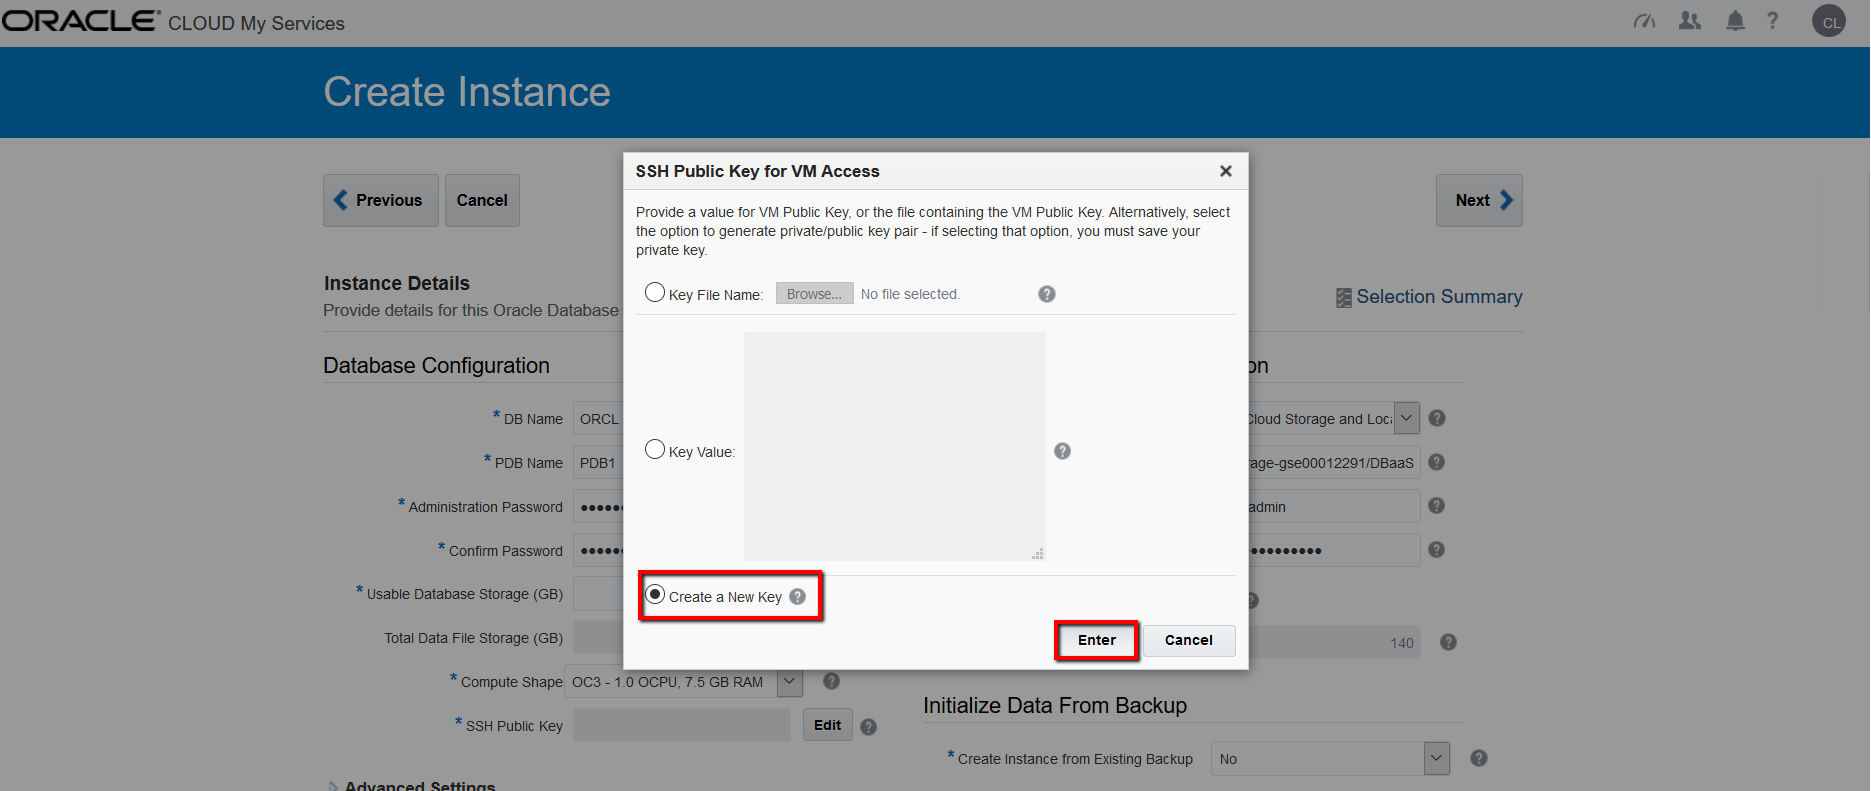 ORACLE® CLOUD My Services
?
CL
Create Instance
Previous
Cancel
Next
SSH Public Key for VM Access
Provide a value for VM Public Key, or the file containing the VM Public Key. Alternatively, select
the option to generate private/public key pair - if selecting that option, you must save your
private key.
Key File Name: Browse... No file selected. ?
Key Value: ?
Create a New Key ?
Enter
Cancel
Instance Details
Provide details for this Oracle Database
Selection Summary
Database Configuration
* DB Name ORCL
* PDB Name PDB1
* Administration Password ••••••
* Confirm Password ••••••
* Usable Database Storage (GB)
Total Data File Storage (GB)
* Compute Shape OC3 - 1.0 OCPU, 7.5 GB RAM ?
* SSH Public Key Edit ?
Advanced Settings
on
Cloud Storage and Loca ?
rage-gse00012291/DBaaS ?
admin ?
•••••••••• ?
?
140 ?
Initialize Data From Backup
* Create Instance from Existing Backup No ?